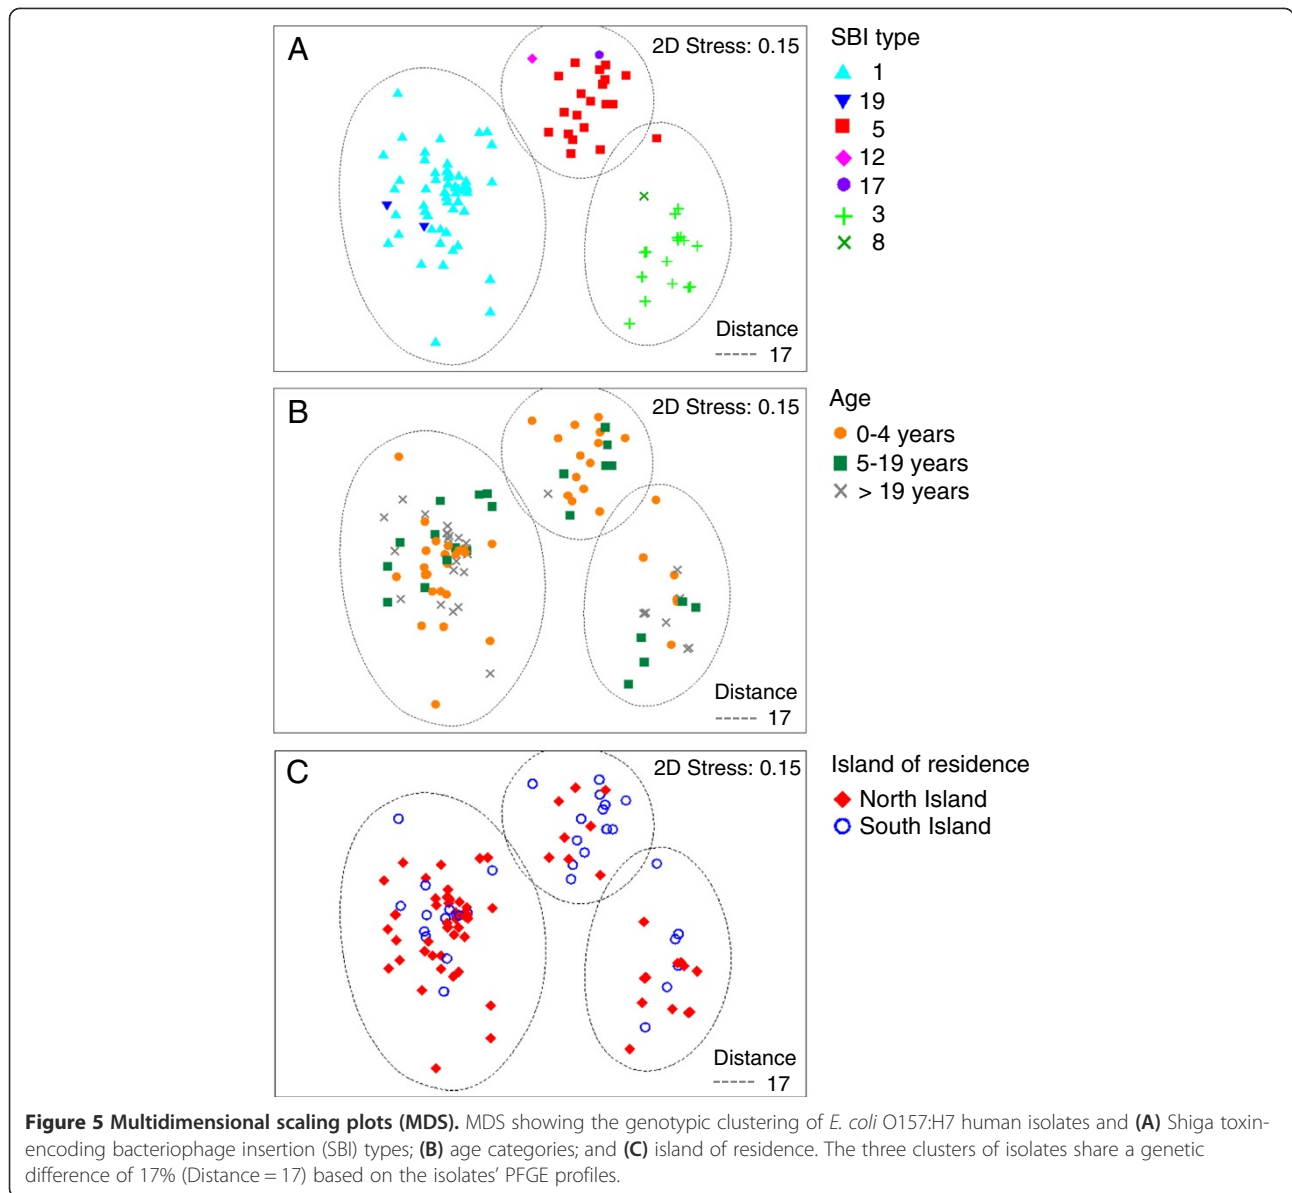 A
2D Stress: 0.15
Distance
17
SBI type
1
19
5
12
17
3
8
B
2D Stress: 0.15
Distance
17
Age
0-4 years
5-19 years
> 19 years
C
2D Stress: 0.15
Distance
17
Island of residence
North Island
South Island
Figure 5 Multidimensional scaling plots (MDS). MDS showing the genotypic clustering of E. coli O157:H7 human isolates and (A) Shiga toxin-
encoding bacteriophage insertion (SBI) types; (B) age categories; and (C) island of residence. The three clusters of isolates share a genetic
difference of 17% (Distance = 17) based on the isolates’ PFGE profiles.